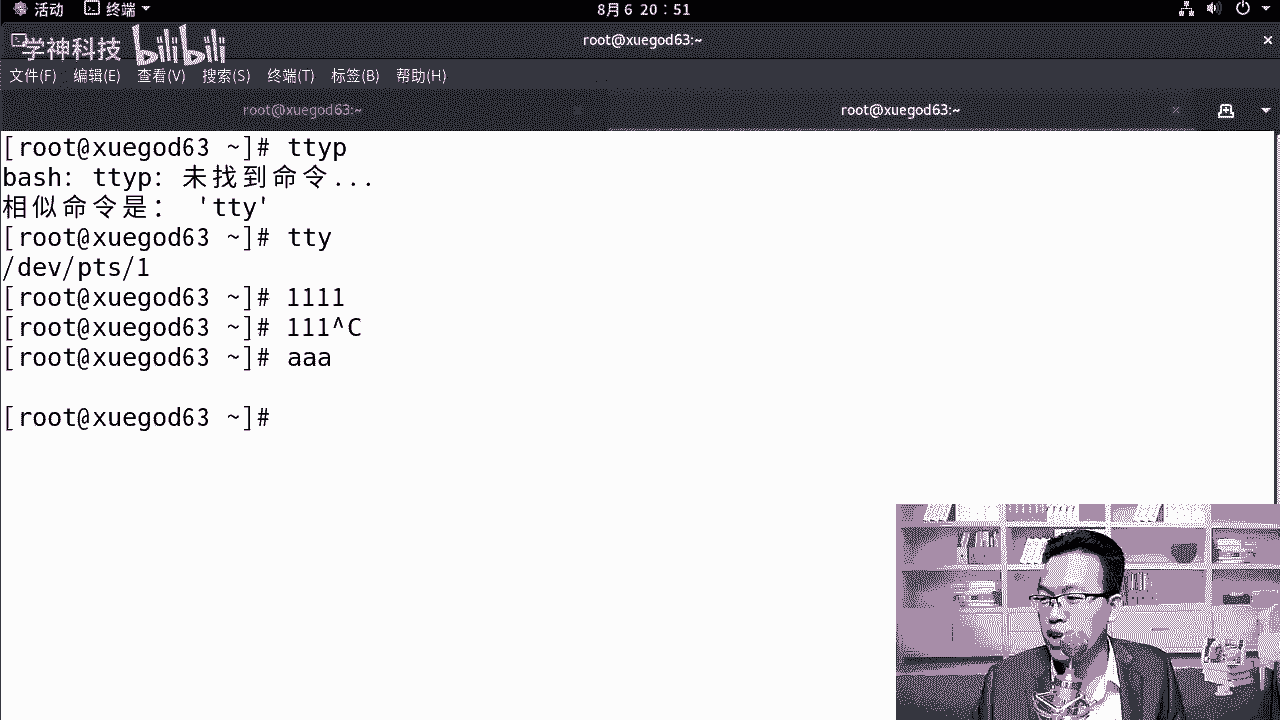 活动 终端 8月 6 20：51
root@xuegod63:~
学神科技 bilibili
文件(F) 编辑(E) 查看(V) 搜索(S) 终端(T) 标签(B) 帮助(H)
root@xuegod63:~ root@xuegod63:~
[root@xuegod63 ~]# ttyp
bash: ttyp: 未找到命令...
相似命令是： 'tty'
[root@xuegod63 ~]# tty
/dev/pts/1
[root@xuegod63 ~]# 1111
[root@xuegod63 ~]# 111^C
[root@xuegod63 ~]# aaa
[root@xuegod63 ~]#